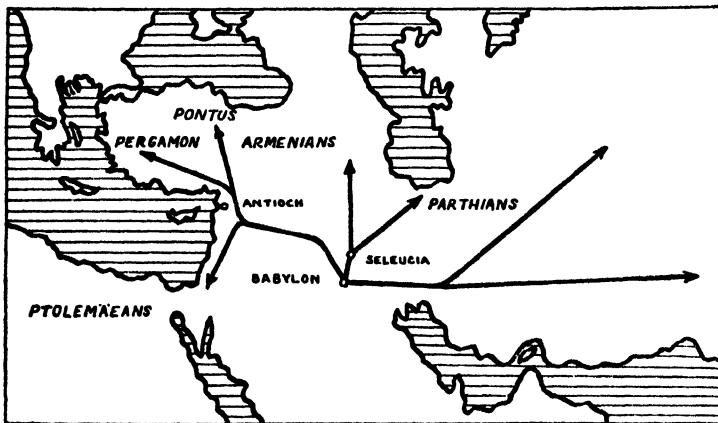 PONTUS
PERGAMON
ARMENIANS
ANTIOCH
PARTHIANS
SELEUCIA
BABYLON
PTOLEMÄEANS